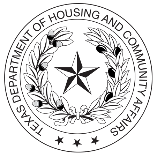 TEXAS DEPARTMENT OF HOUSING AND COMMUNITY AFFAIRS